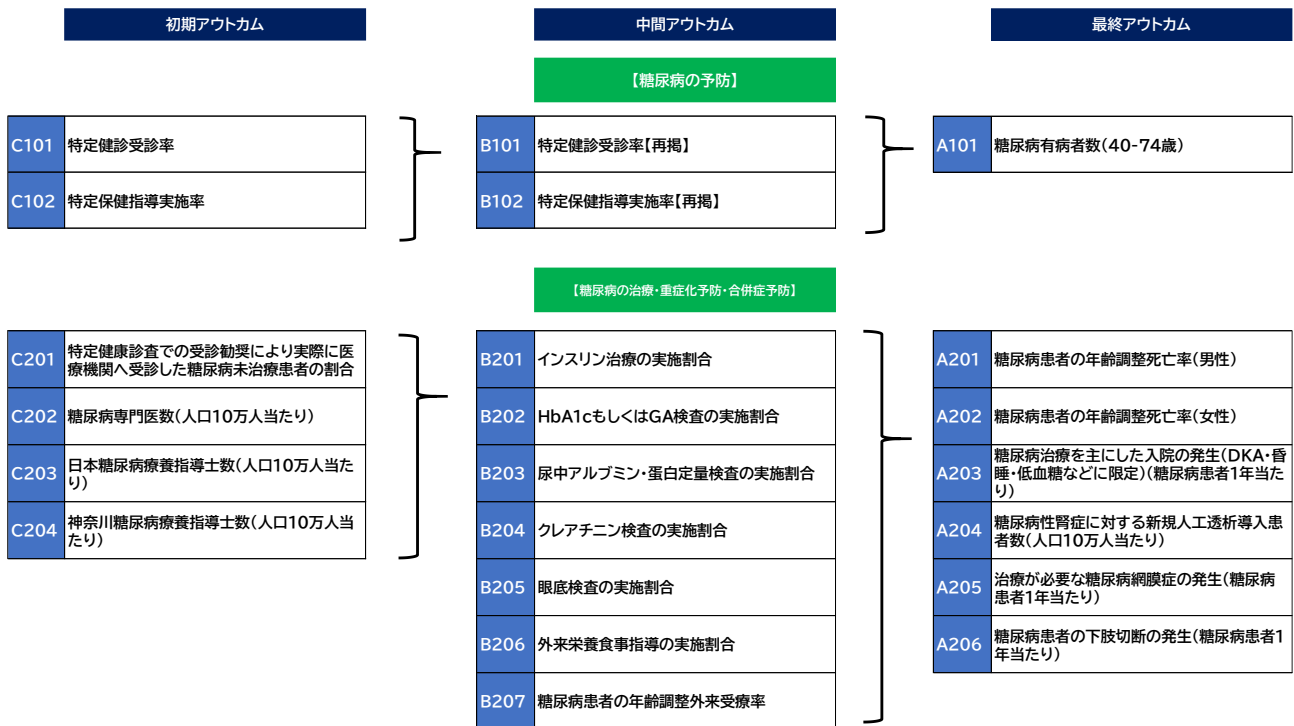 初期アウトカム
中間アウトカム
最終アウトカム
【糖尿病の予防】
C101 特定健診受診率
C102 特定保健指導実施率
B101 特定健診受診率【再掲】
B102 特定保健指導実施率【再掲】
A101 糖尿病有病者数(40-74歳)
【糖尿病の治療・重症化予防・合併症予防】
C201 特定健康診査での受診勧奨により実際に医
療機関へ受診した糖尿病未治療患者の割合
C202 糖尿病専門医数(人口10万人当たり)
C203 日本糖尿病療養指導士数(人口10万人当た
り)
C204 神奈川糖尿病療養指導士数(人口10万人当
たり)
B201 インスリン治療の実施割合
B202 HbA1cもしくはGA検査の実施割合
B203 尿中アルブミン・蛋白定量検査の実施割合
B204 クレアチニン検査の実施割合
B205 眼底検査の実施割合
B206 外来栄養食事指導の実施割合
B207 糖尿病患者の年齢調整外来受療率
A201 糖尿病患者の年齢調整死亡率(男性)
A202 糖尿病患者の年齢調整死亡率(女性)
A203 糖尿病治療を主にした入院の発生(DKA・昏
睡・低血糖などに限定)(糖尿病患者1年当た
り)
A204 糖尿病性腎症に対する新規人工透析導入患
者数(人口10万人当たり)
A205 治療が必要な糖尿病網膜症の発生(糖尿病
患者1年当たり)
A206 糖尿病患者の下肢切断の発生(糖尿病患者1
年当たり)